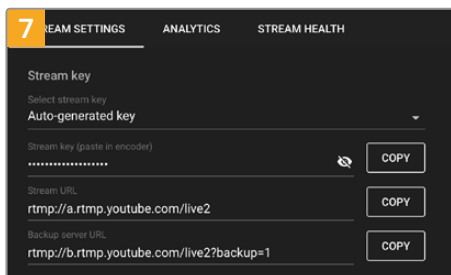 7
REAM SETTINGS ANALYTICS STREAM HEALTH
Stream key
Select stream key
Auto-generated key
Stream key (paste in encoder)
•••••••••••••••••••
COPY
Stream URL
rtmp://a.rtmp.youtube.com/live2
COPY
Backup server URL
rtmp://b.rtmp.youtube.com/live2?backup=1
COPY